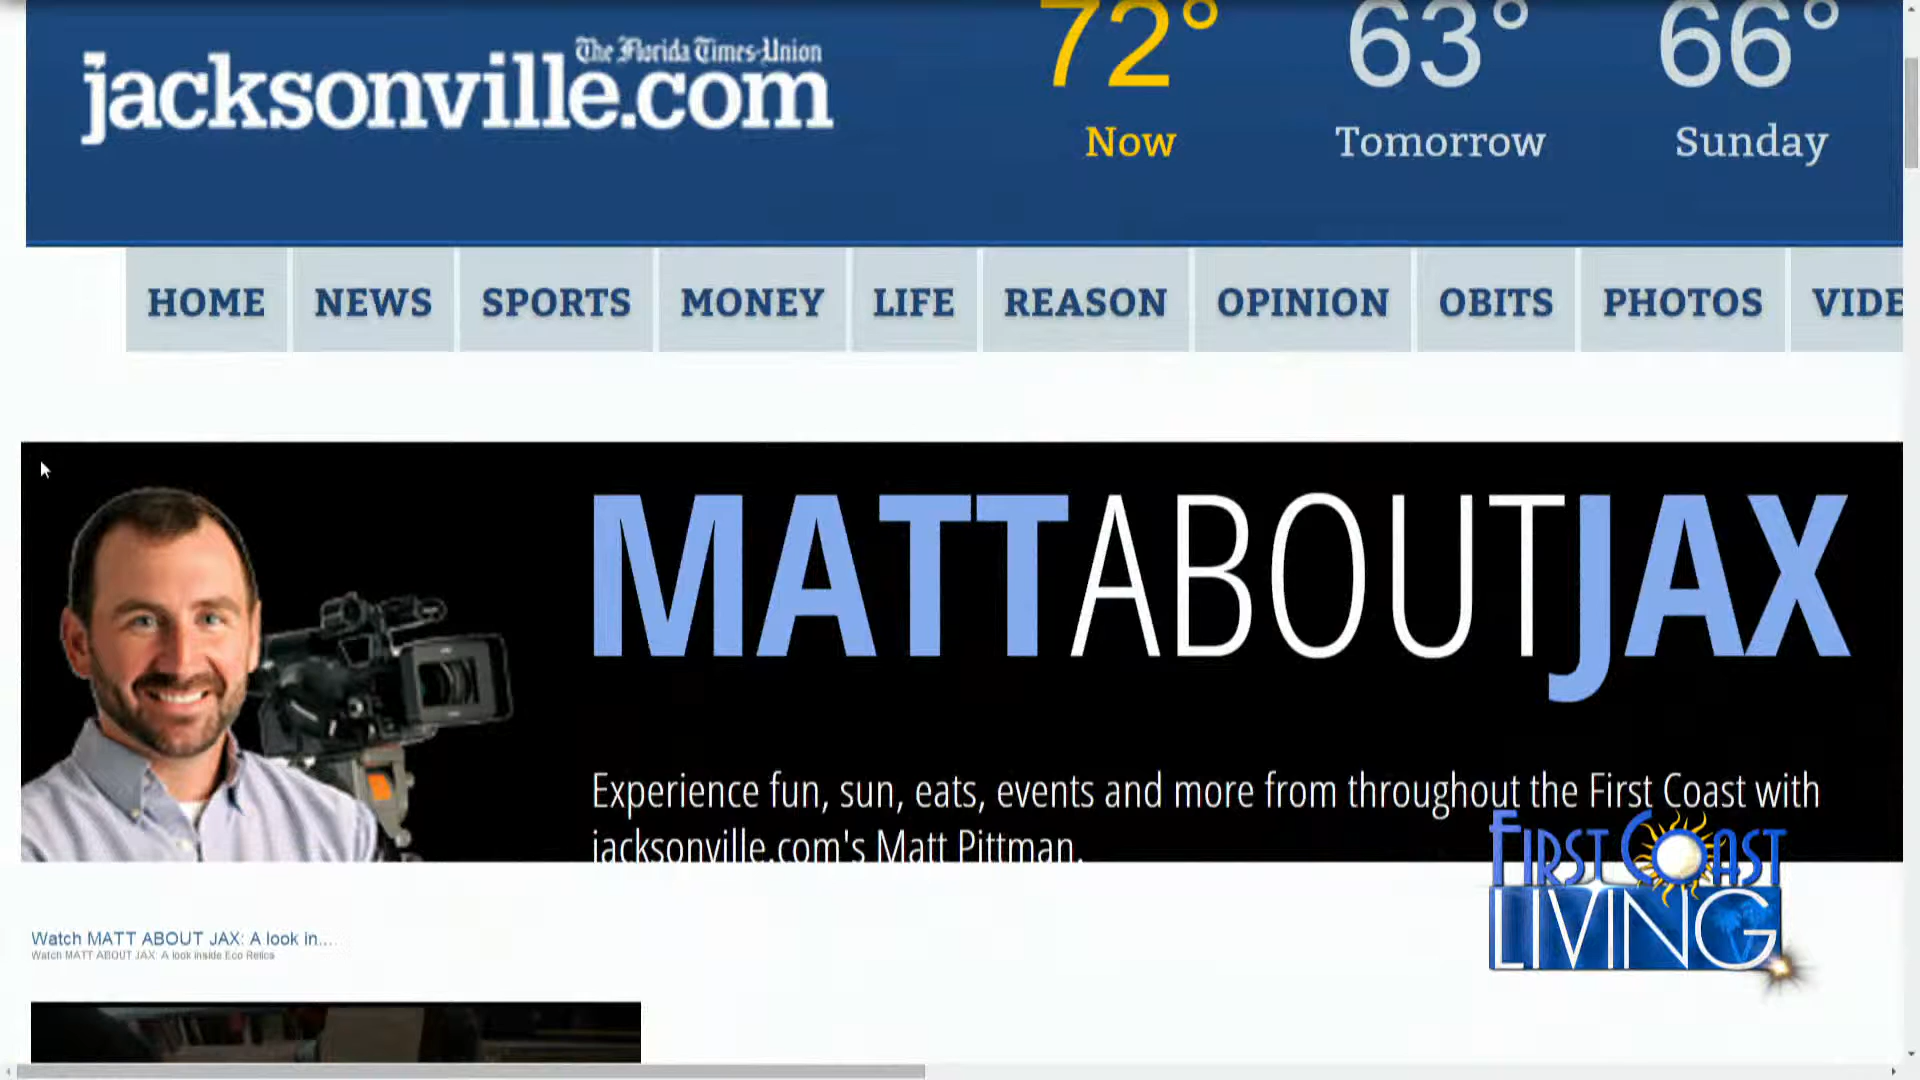 The Florida Times-Union
jacksonville.com
72° 63° 66°
Now Tomorrow Sunday
HOME NEWS SPORTS MONEY LIFE REASON OPINION OBITS PHOTOS VIDE
MATTABOUTJAX
Experience fun, sun, eats, events and more from throughout the First Coast with
jacksonville.com's Matt Pittman.
FIRST COAST
LIVING
Watch MATT ABOUT JAX: A look in...
Watch MATT ABOUT JAX: A look inside Eco Relics